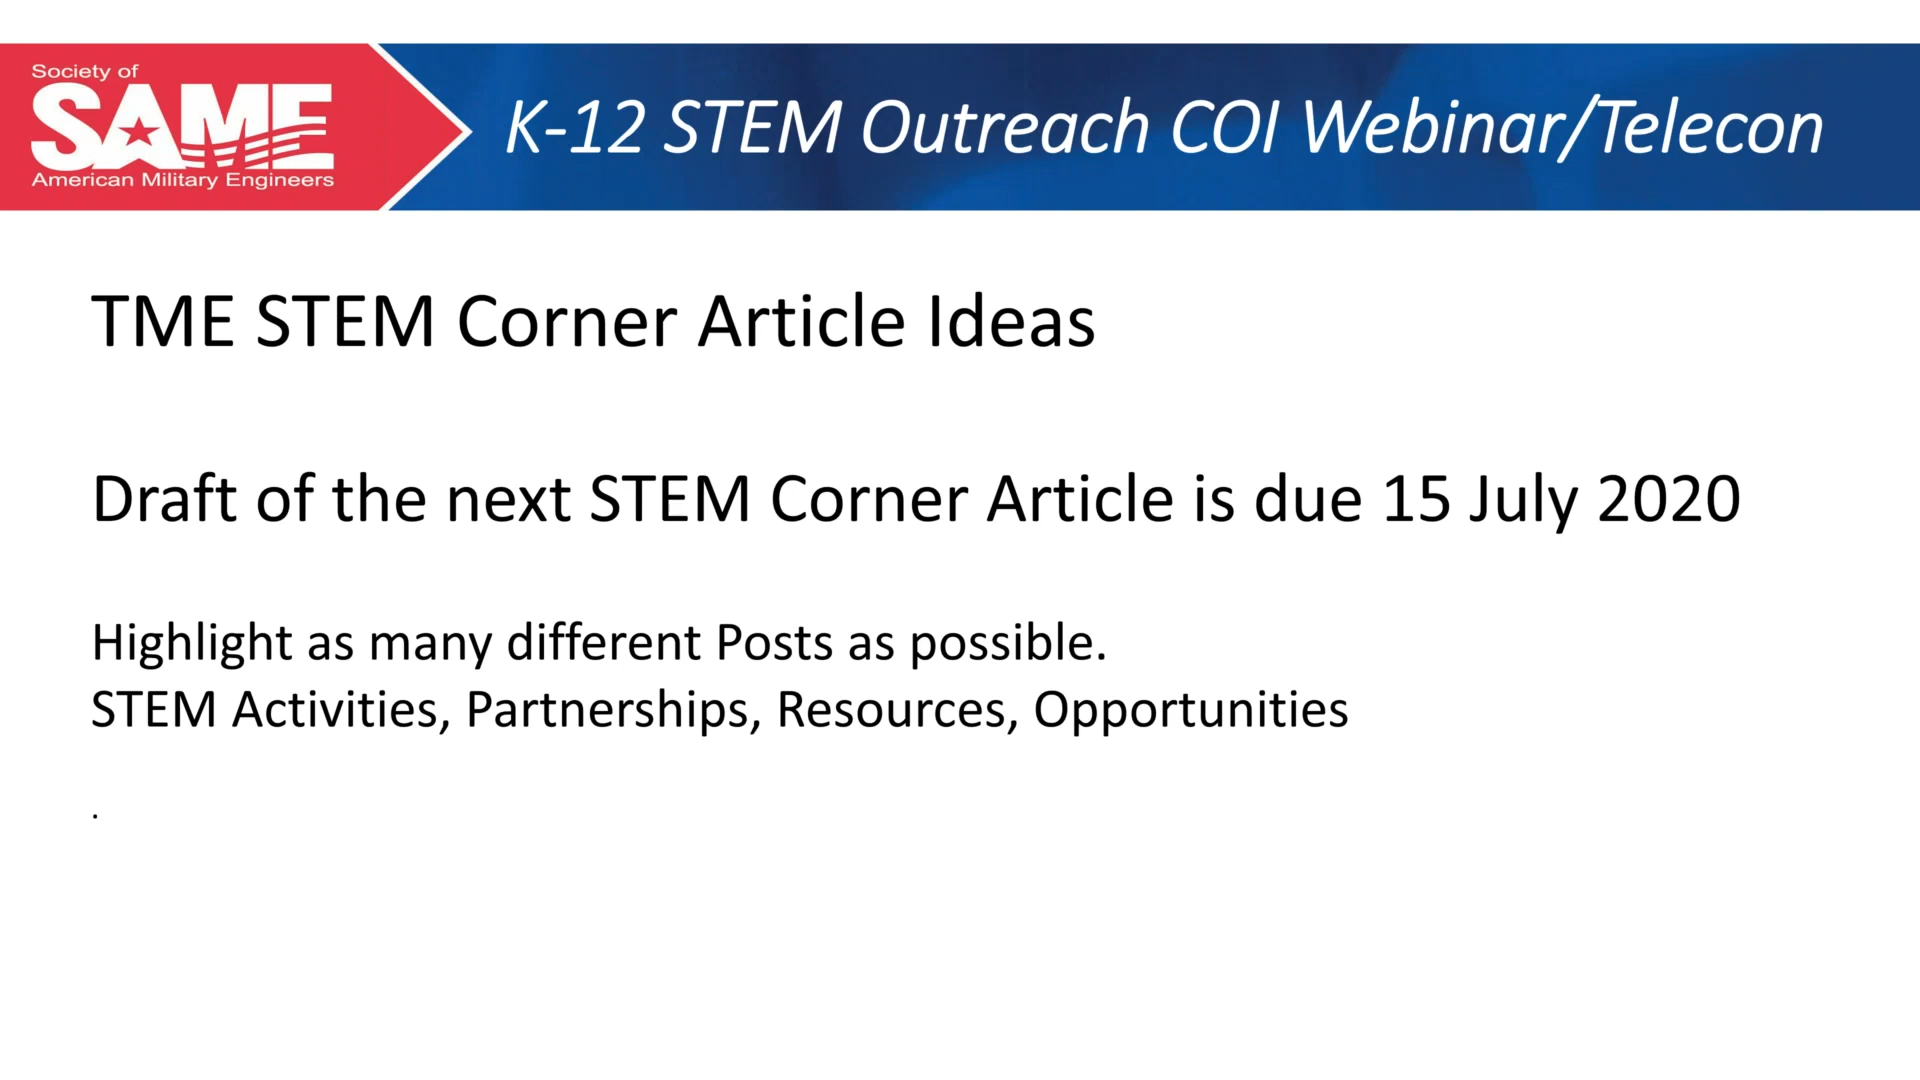 Society of
SAME
American Military Engineers
K-12 STEM Outreach COI Webinar/Telecon
TME STEM Corner Article Ideas
Draft of the next STEM Corner Article is due 15 July 2020
Highlight as many different Posts as possible.
STEM Activities, Partnerships, Resources, Opportunities
.